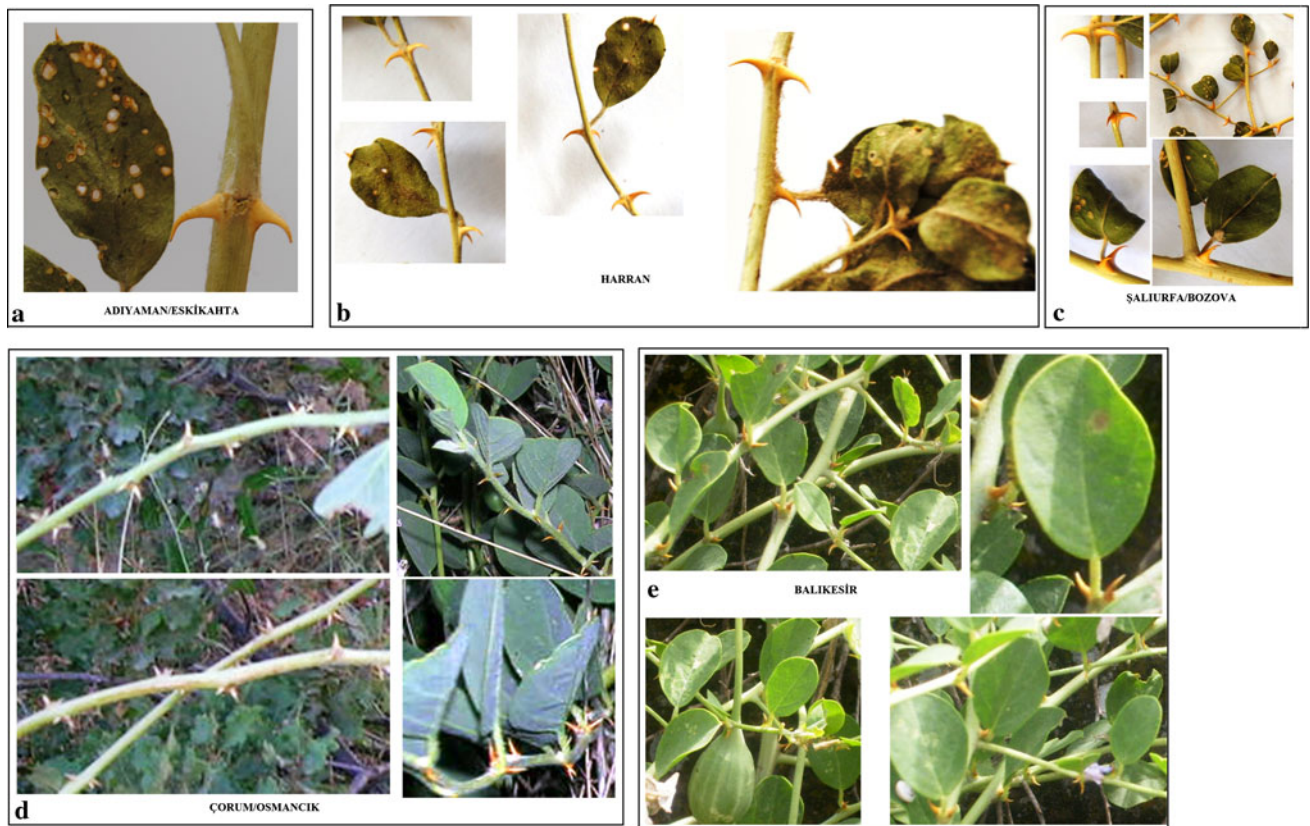 a
ADIYAMAN/ESKİKAHTA
b
HARRAN
c
ŞALIURFA/BOZOVA
d
ÇORUM/OSMANCIK
e
BALIKESİR